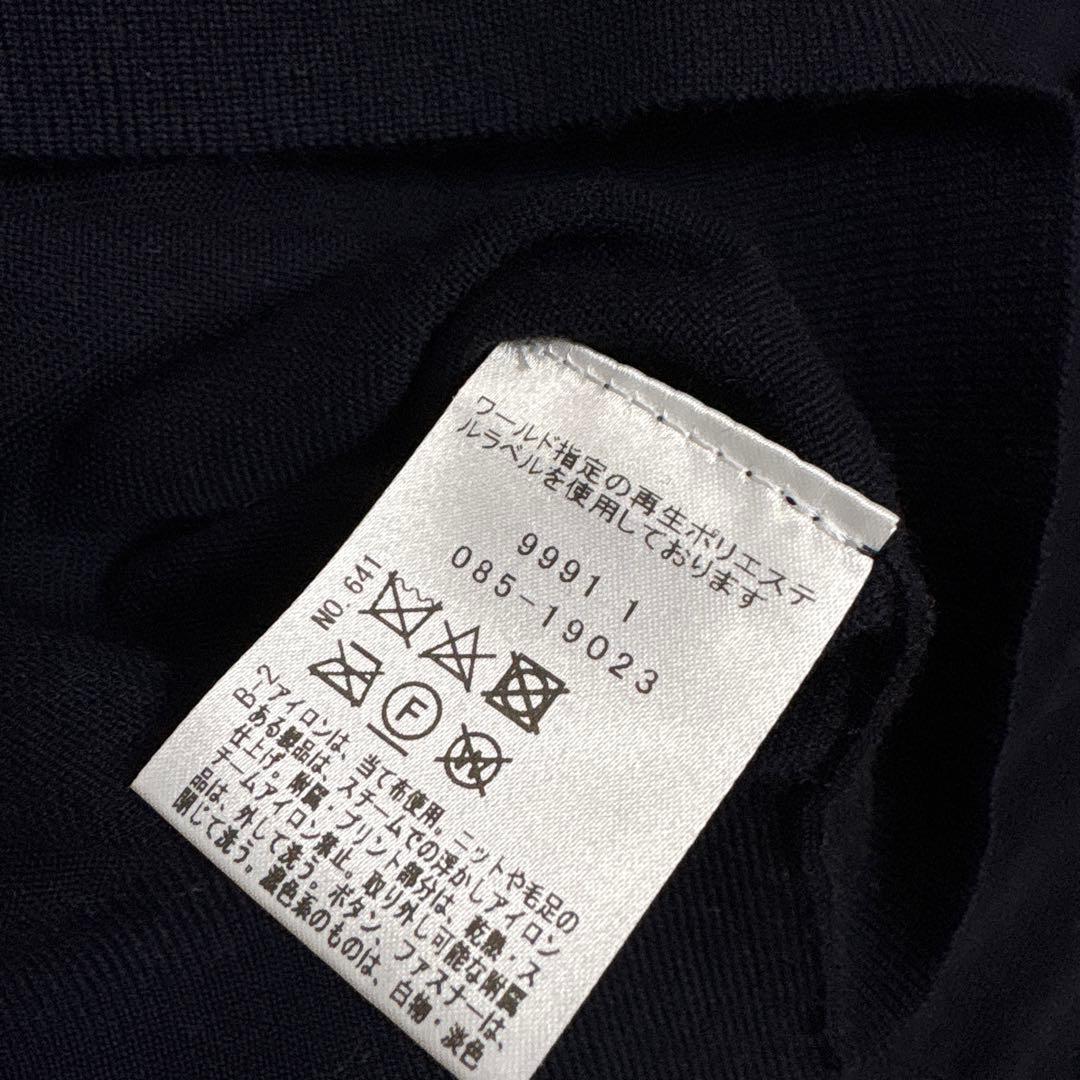 ワールド指定の再生ポリエステ
ルラベルを使用しております
9991 1
085-19023
NO.641
F
W
B-2
アイロンは、当て布使用。ニットや毛足の
ある製品は、スチームでの浮かしアイロン
仕上げ。附属・プリント部分は、乾熱・ス
チームアイロン禁止。取り外し可能な附属
品は、外して洗う。ボタン、ファスナーは、
閉じて洗う。濃色系のものは、白物・淡色